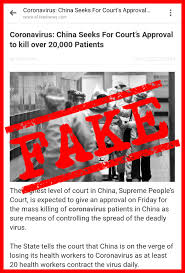 Coronavirus: China Seeks For Court's Approval...
Coronavirus: China Seeks For Court's Approval
to kill over 20,000 Patients
FAKE
The highest level of court in China, Supreme People's
Court, is expected to give an approval on Friday for
the mass killing of coronavirus patients in China as
sure means of controlling the spread of the deadly
virus.
The State tells the court that China is on the verge of
losing its health workers to Coronavirus as at least
20 health workers contract the virus daily.